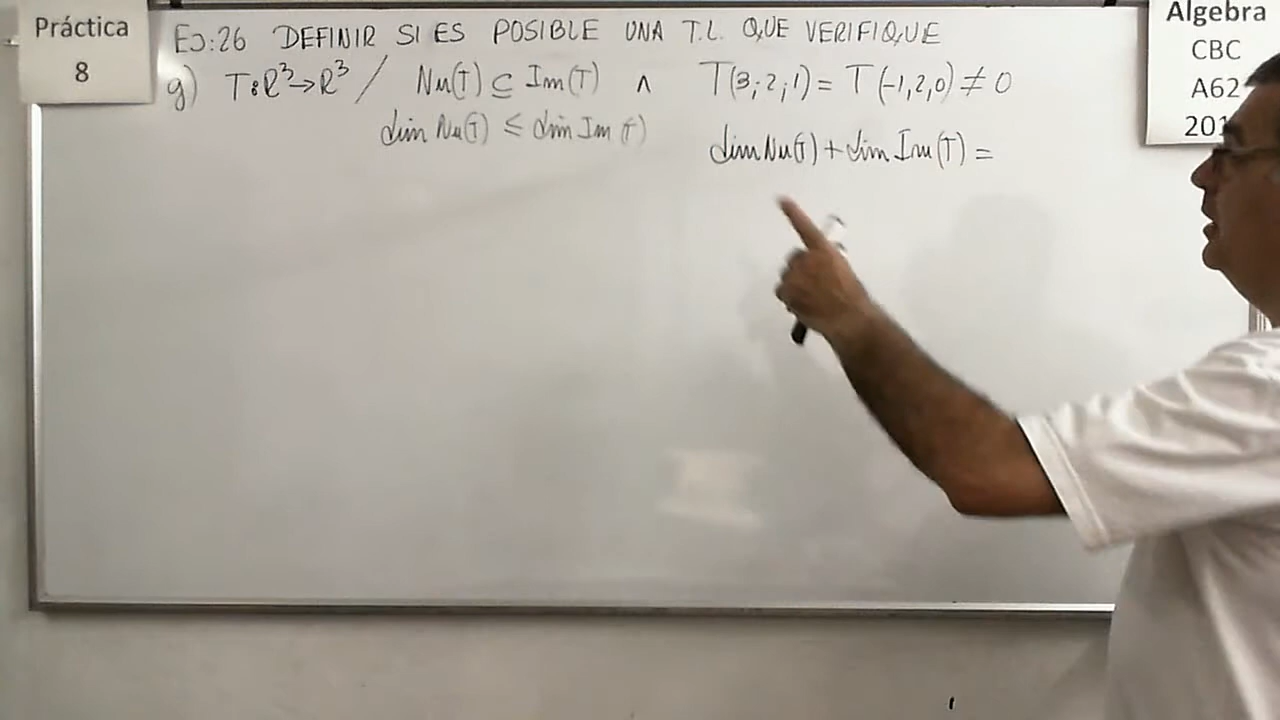 Práctica
8
EJ:26 DEFINIR SI ES POSIBLE UNA T.L. QUE VERIFIQUE
g) T:R³→R³ / Nu(T) ⊆ Im(T) ∧ T(3;2;1) = T(-1,2,0) ≠ 0
dim Nu(T) ≤ dim Im(T)
dim Nu(T) + dim Im(T) =
Algebra
CBC
A62
201